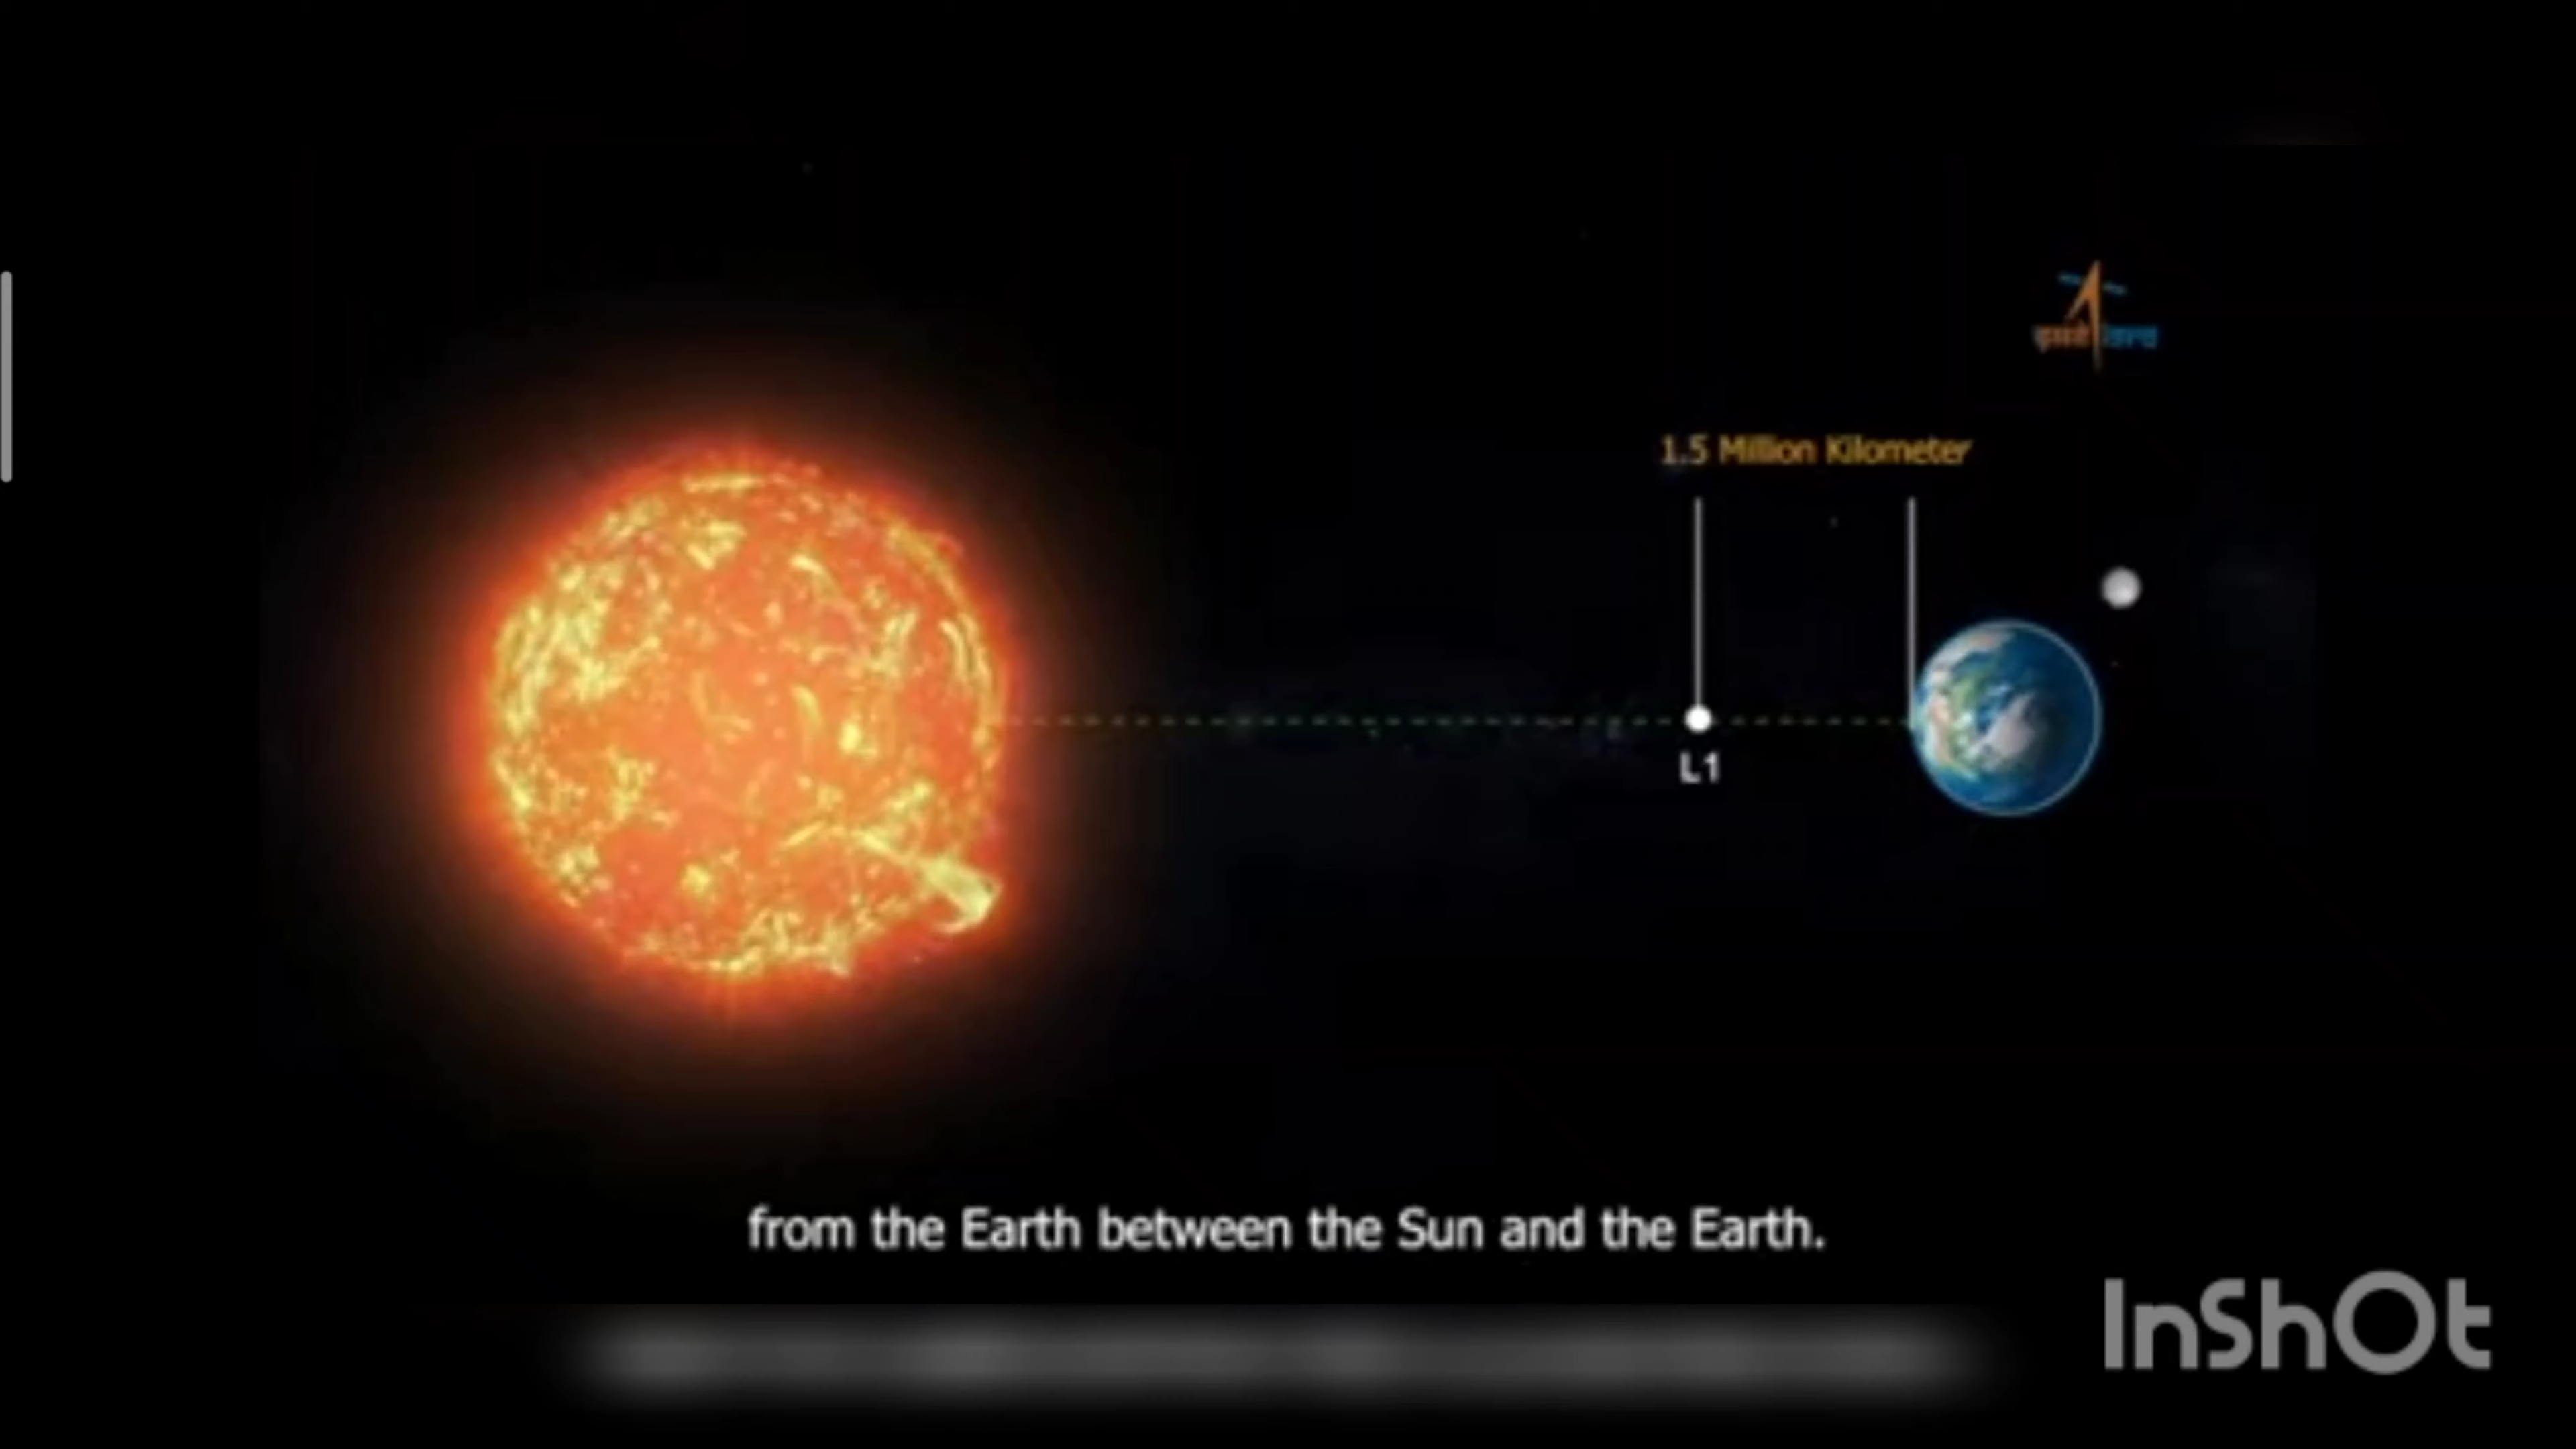 1.5 Million Kilometer
L1
from the Earth between the Sun and the Earth.
InShOt